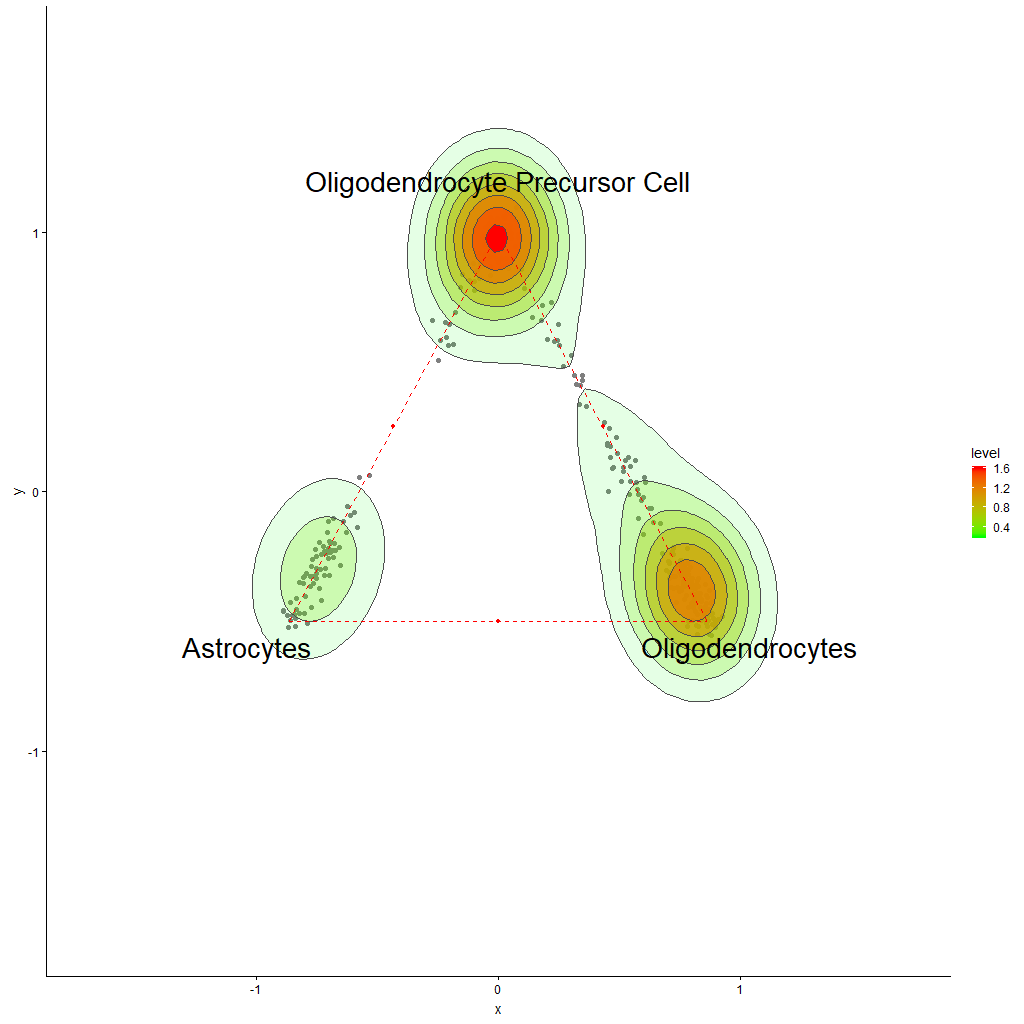 Oligodendrocyte Precursor Cell
1
level
1.6
1.2
0.8
0.4
y
0
Astrocytes
Oligodendrocytes
-1
-1
0
1
x